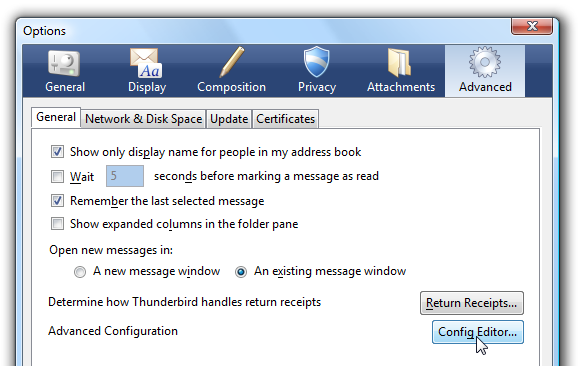 Options
General Display Composition Privacy Attachments Advanced
General Network & Disk Space Update Certificates
Show only display name for people in my address book
Wait 5 seconds before marking a message as read
Remember the last selected message
Show expanded columns in the folder pane
Open new messages in:
A new message window An existing message window
Determine how Thunderbird handles return receipts Return Receipts...
Advanced Configuration Config Editor...